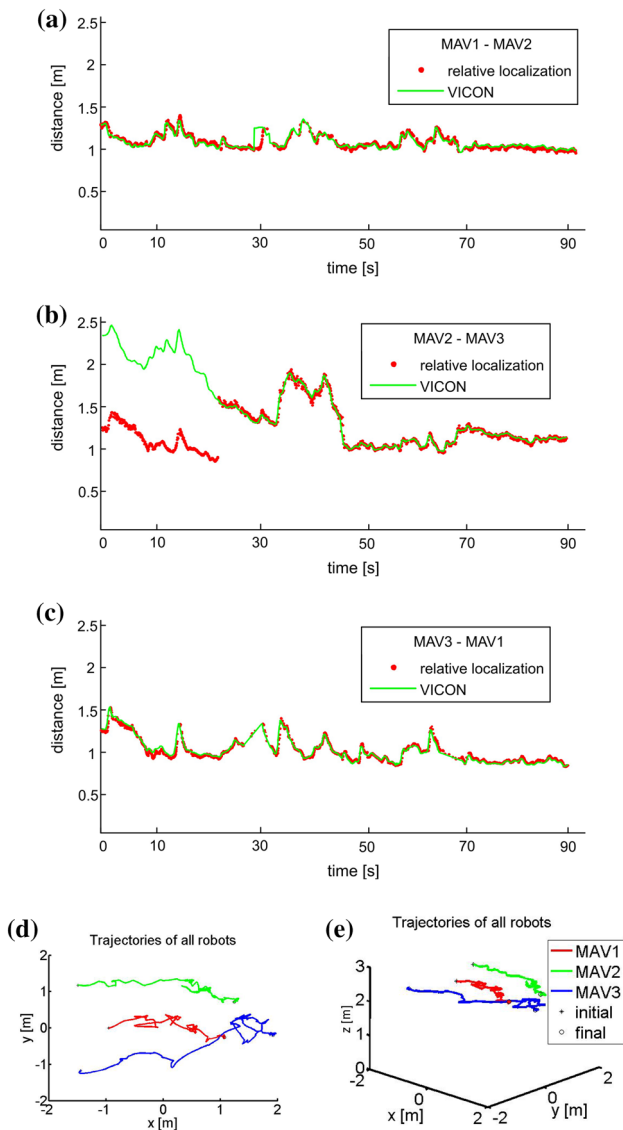 (a)
MAV1 - MAV2
relative localization
VICON
distance [m]
2.5
2
1.5
1
0.5
0 10 30 50 70 90
time [s]
(b)
MAV2 - MAV3
relative localization
VICON
distance [m]
2.5
2
1.5
1
0.5
0 10 30 50 70 90
time [s]
(c)
MAV3 - MAV1
relative localization
VICON
distance [m]
2.5
2
1.5
1
0.5
0 10 30 50 60 70 90
time [s]
(d)
Trajectories of all robots
y [m]
2
1
0
-1
-2
-2 -1 0 1 2
x [m]
(e)
Trajectories of all robots
MAV1
MAV2
MAV3
initial
final
z [m]
3
2
1
0
-2 0 2
x [m]
-2 0 2
y [m]